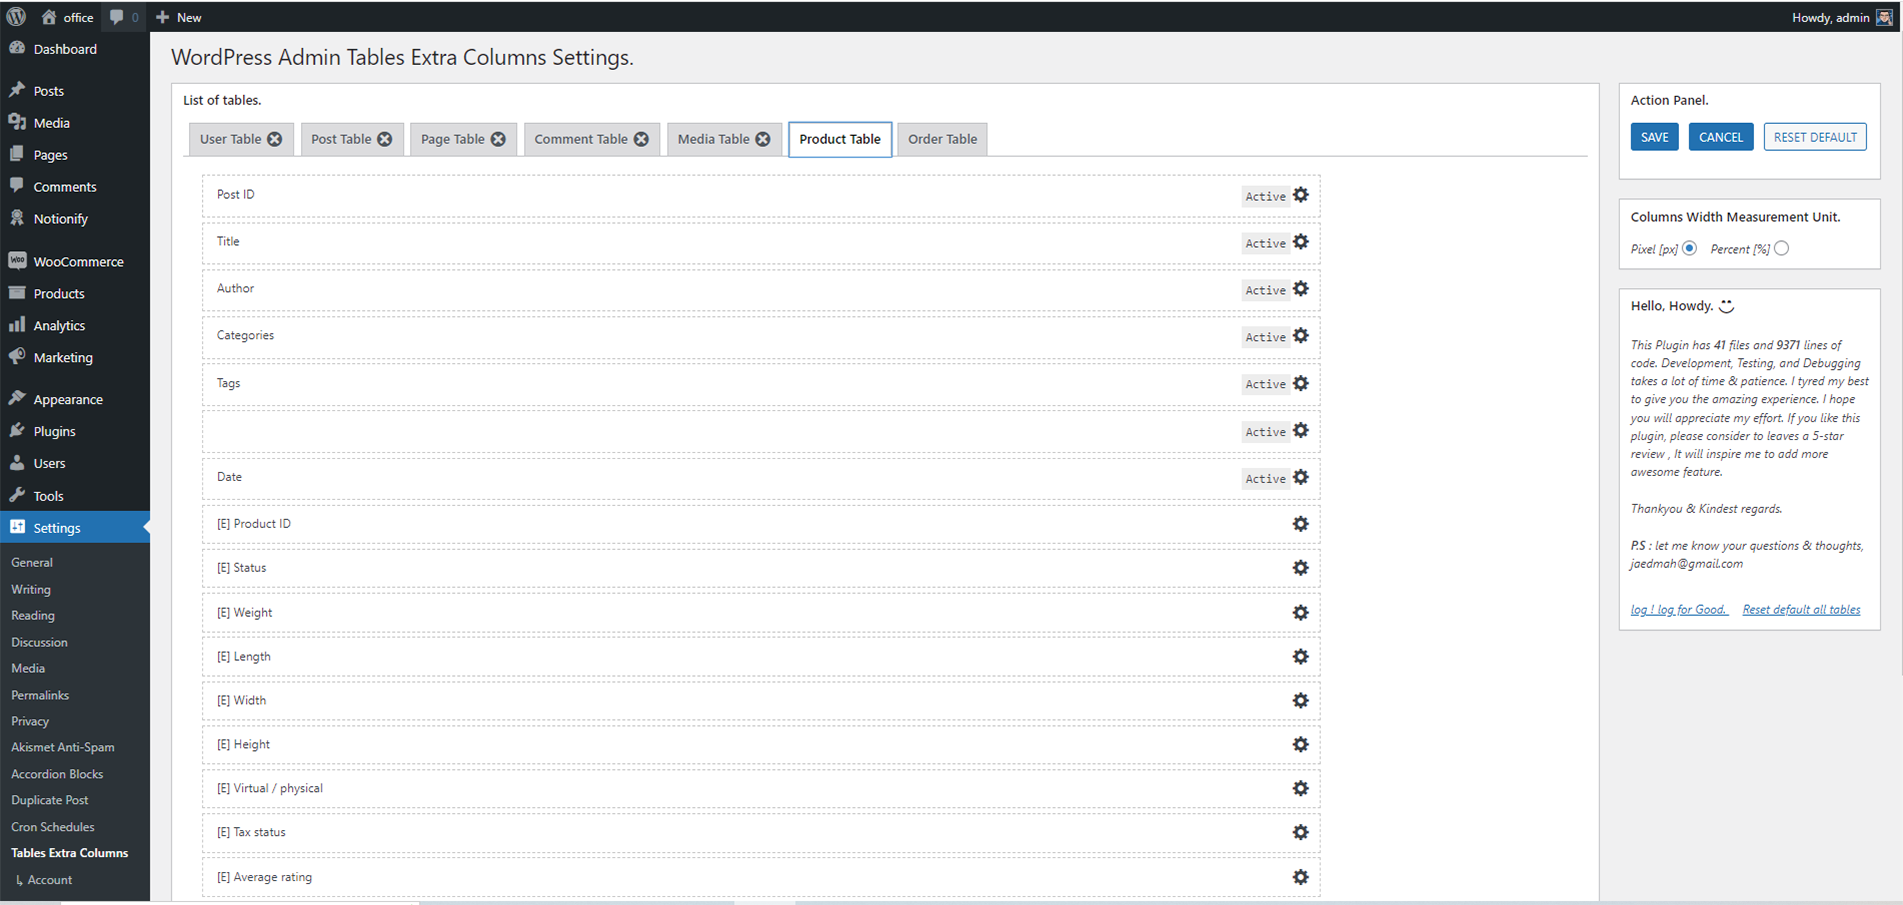 office 0 New Howdy, admin
Dashboard
Posts
Media
Pages
Comments
Notionify
Woo WooCommerce
Products
Analytics
Marketing
Appearance
Plugins
Users
Tools
Settings
General
Writing
Reading
Discussion
Media
Permalinks
Privacy
Akismet Anti-Spam
Accordion Blocks
Duplicate Post
Cron Schedules
Tables Extra Columns
↳ Account
WordPress Admin Tables Extra Columns Settings.
List of tables.
User Table Post Table Page Table Comment Table Media Table Product Table Order Table
Post ID Active
Title Active
Author Active
Categories Active
Tags Active
Active
Date Active
[E] Product ID
[E] Status
[E] Weight
[E] Length
[E] Width
[E] Height
[E] Virtual / physical
[E] Tax status
[E] Average rating
Action Panel.
SAVE CANCEL RESET DEFAULT
Columns Width Measurement Unit.
Pixel [px] Percent [%]
Hello, Howdy.
This Plugin has 41 files and 9371 lines of
code. Development, Testing, and Debugging
takes a lot of time & patience. I tyred my best
to give you the amazing experience. I hope
you will appreciate my effort. If you like this
plugin, please consider to leaves a 5-star
review , It will inspire me to add more
awesome feature.
Thankyou & Kindest regards.
P.S : let me know your questions & thoughts,
jaedmah@gmail.com
log ! log for Good. Reset default all tables